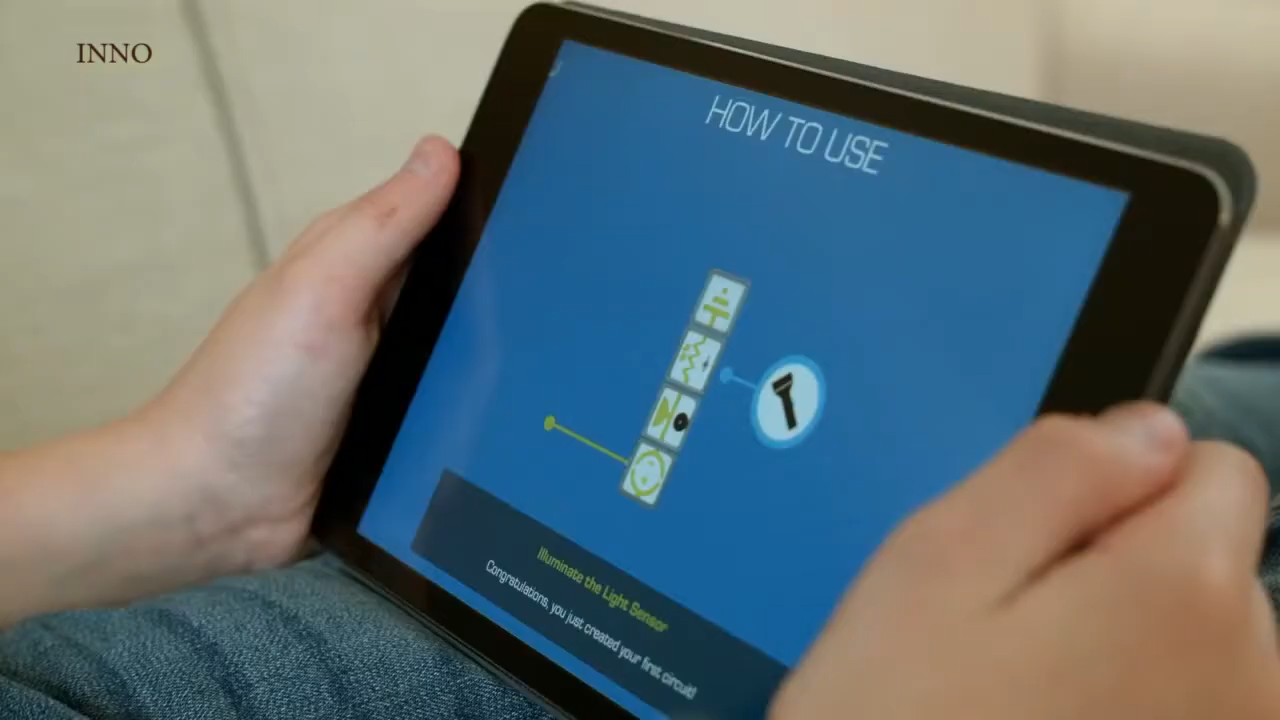 INNO
HOW TO USE
Illuminate the Light Sensor
Congratulations, you just created your first circuit!